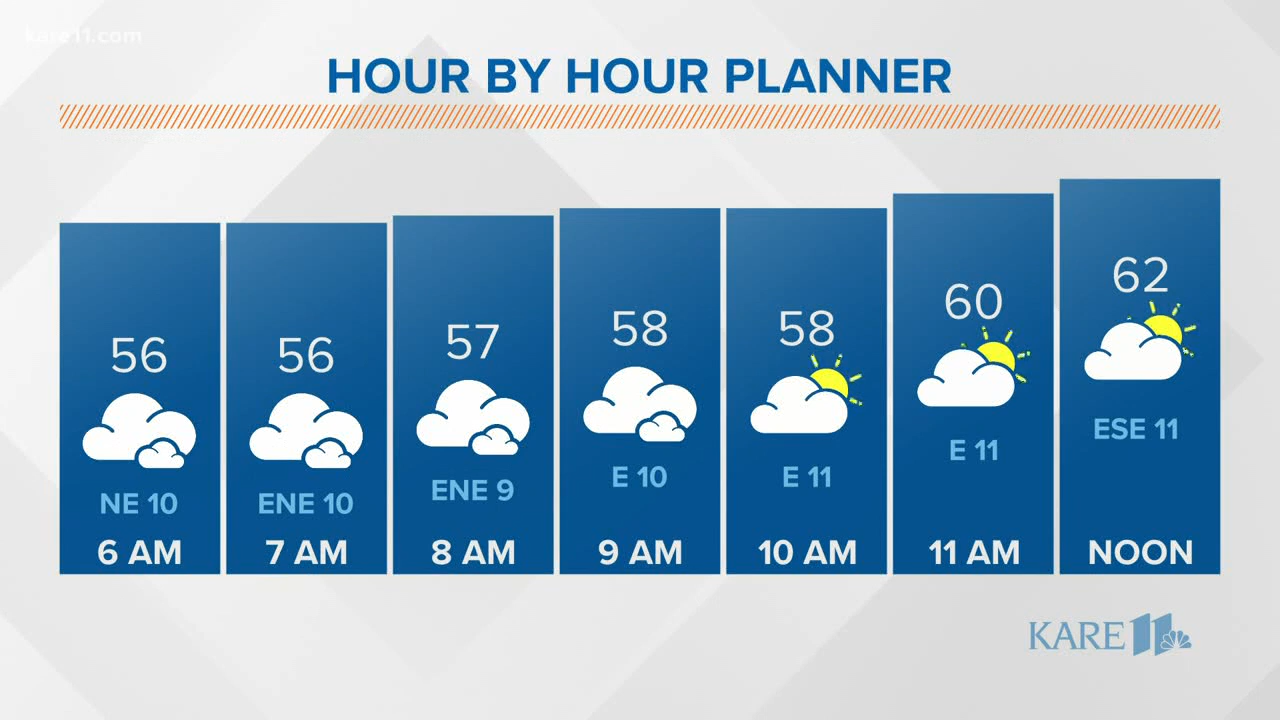 kare11.com
HOUR BY HOUR PLANNER
56 56 57 58 58 60 62
NE 10 ENE 10 ENE 9 E 10 E 11 E 11 ESE 11
6 AM 7 AM 8 AM 9 AM 10 AM 11 AM NOON
KARE 11